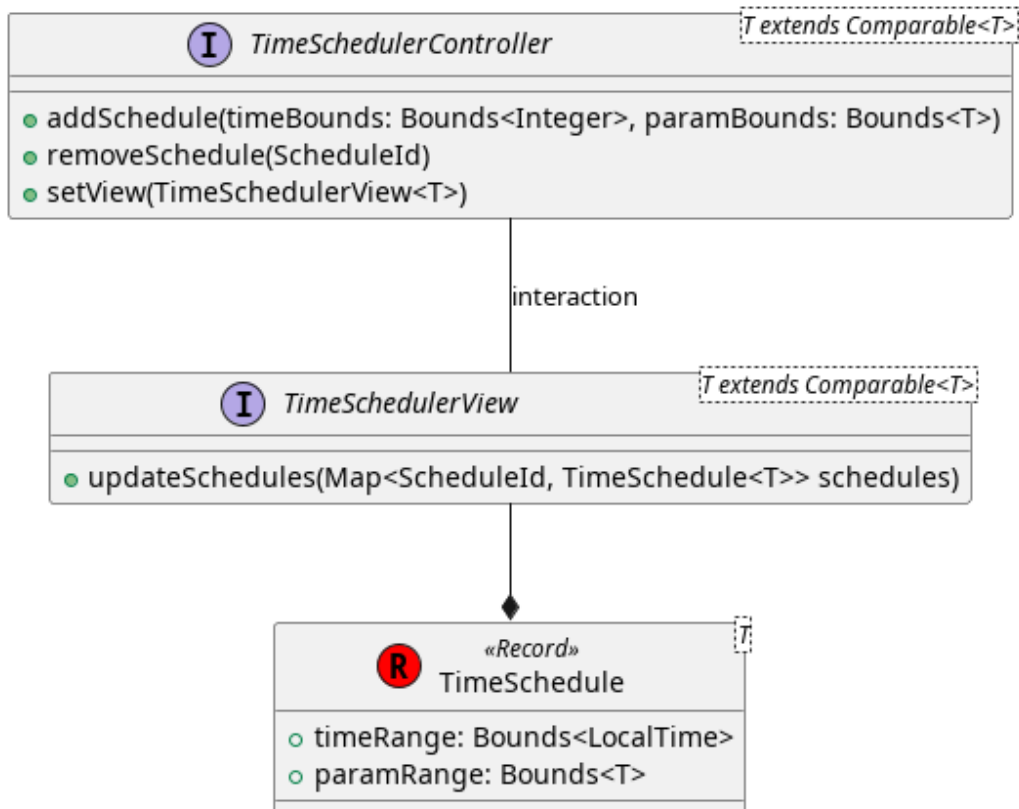 T extends Comparable<T>
I TimeSchedulerController
addSchedule(timeBounds: Bounds<Integer>, paramBounds: Bounds<T>)
removeSchedule(ScheduleId)
setView(TimeSchedulerView<T>)
interaction
T extends Comparable<T>
I TimeSchedulerView
updateSchedules(Map<ScheduleId, TimeSchedule<T>> schedules)
T
«Record»
R TimeSchedule
timeRange: Bounds<LocalTime>
paramRange: Bounds<T>